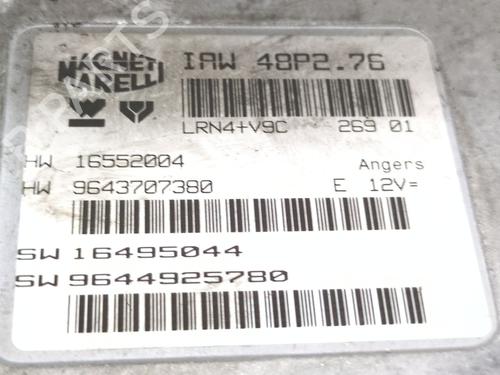 MAGNETI MARELLI
IAW 48P2.76
LRN4+V9C 269 01
HW 16552004 Angers
HW 9643707380 E 12V=
SW 16495044
SW 9644925780